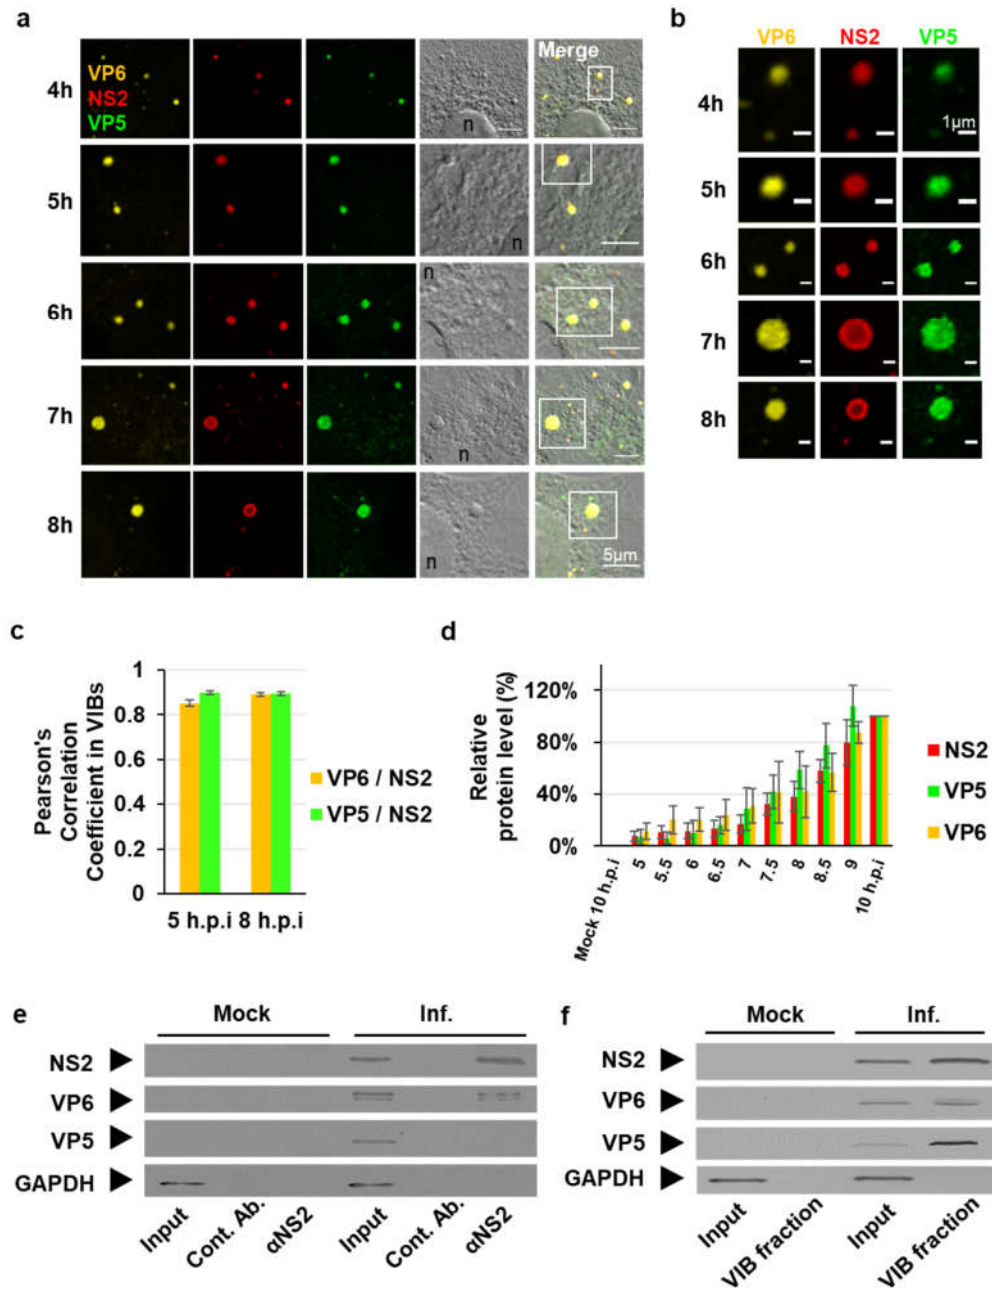 a
VP6
NS2
VP5
Merge
4h
n
5h
n
6h
n
7h
n
8h
n
5µm
b
VP6 NS2 VP5
4h
1µm
5h
6h
7h
8h
c
Pearson's
Correlation
Coefficient in VIBs
1
0.8
0.6
0.4
0.2
0
5 h.p.i 8 h.p.i
VP6 / NS2
VP5 / NS2
d
Relative
protein level (%)
120%
80%
40%
0%
Mock 10 h.p.i
5
5.5
6
6.5
7
7.5
8
8.5
9
10 h.p.i
NS2
VP5
VP6
e
Mock Inf.
NS2
VP6
VP5
GAPDH
Input Cont. Ab. αNS2 Input Cont. Ab. αNS2
f
Mock Inf.
NS2
VP6
VP5
GAPDH
Input VIB fraction Input VIB fraction